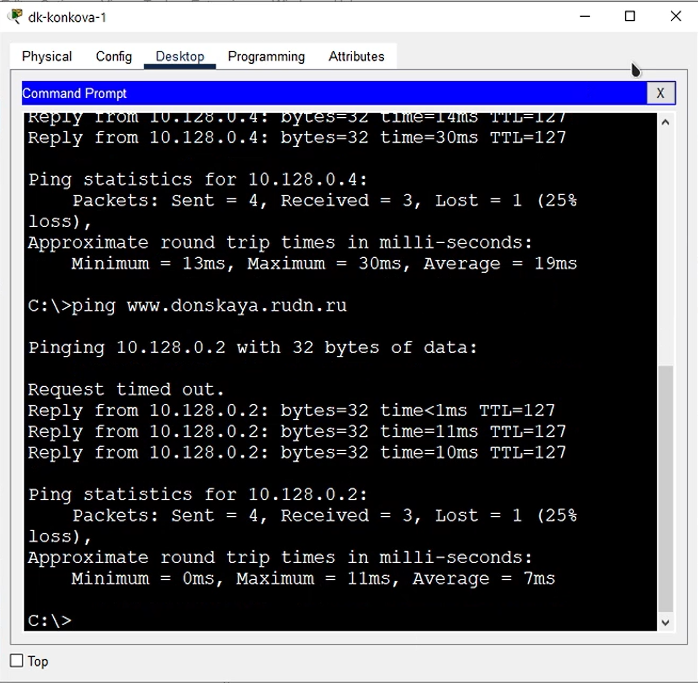 dk-konkova-1
Physical Config Desktop Programming Attributes
Command Prompt X
Reply from 10.128.0.4: bytes=32 time=14ms TTL=127
Reply from 10.128.0.4: bytes=32 time=30ms TTL=127
Ping statistics for 10.128.0.4:
Packets: Sent = 4, Received = 3, Lost = 1 (25%
loss),
Approximate round trip times in milli-seconds:
Minimum = 13ms, Maximum = 30ms, Average = 19ms
C:\>ping www.donskaya.rudn.ru
Pinging 10.128.0.2 with 32 bytes of data:
Request timed out.
Reply from 10.128.0.2: bytes=32 time<1ms TTL=127
Reply from 10.128.0.2: bytes=32 time=11ms TTL=127
Reply from 10.128.0.2: bytes=32 time=10ms TTL=127
Ping statistics for 10.128.0.2:
Packets: Sent = 4, Received = 3, Lost = 1 (25%
loss),
Approximate round trip times in milli-seconds:
Minimum = 0ms, Maximum = 11ms, Average = 7ms
C:\>
Top